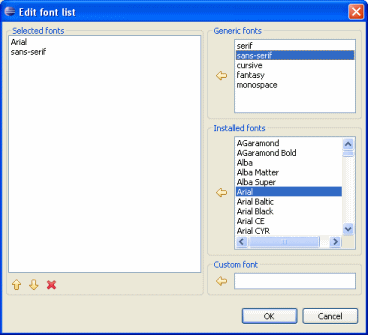 Edit font list
Selected fonts
Arial
sans-serif
Generic fonts
serif
sans-serif
cursive
fantasy
monospace
Installed fonts
AGaramond
AGaramond Bold
Alba
Alba Matter
Alba Super
Arial
Arial Baltic
Arial Black
Arial CE
Arial CYR
Custom font
OK
Cancel